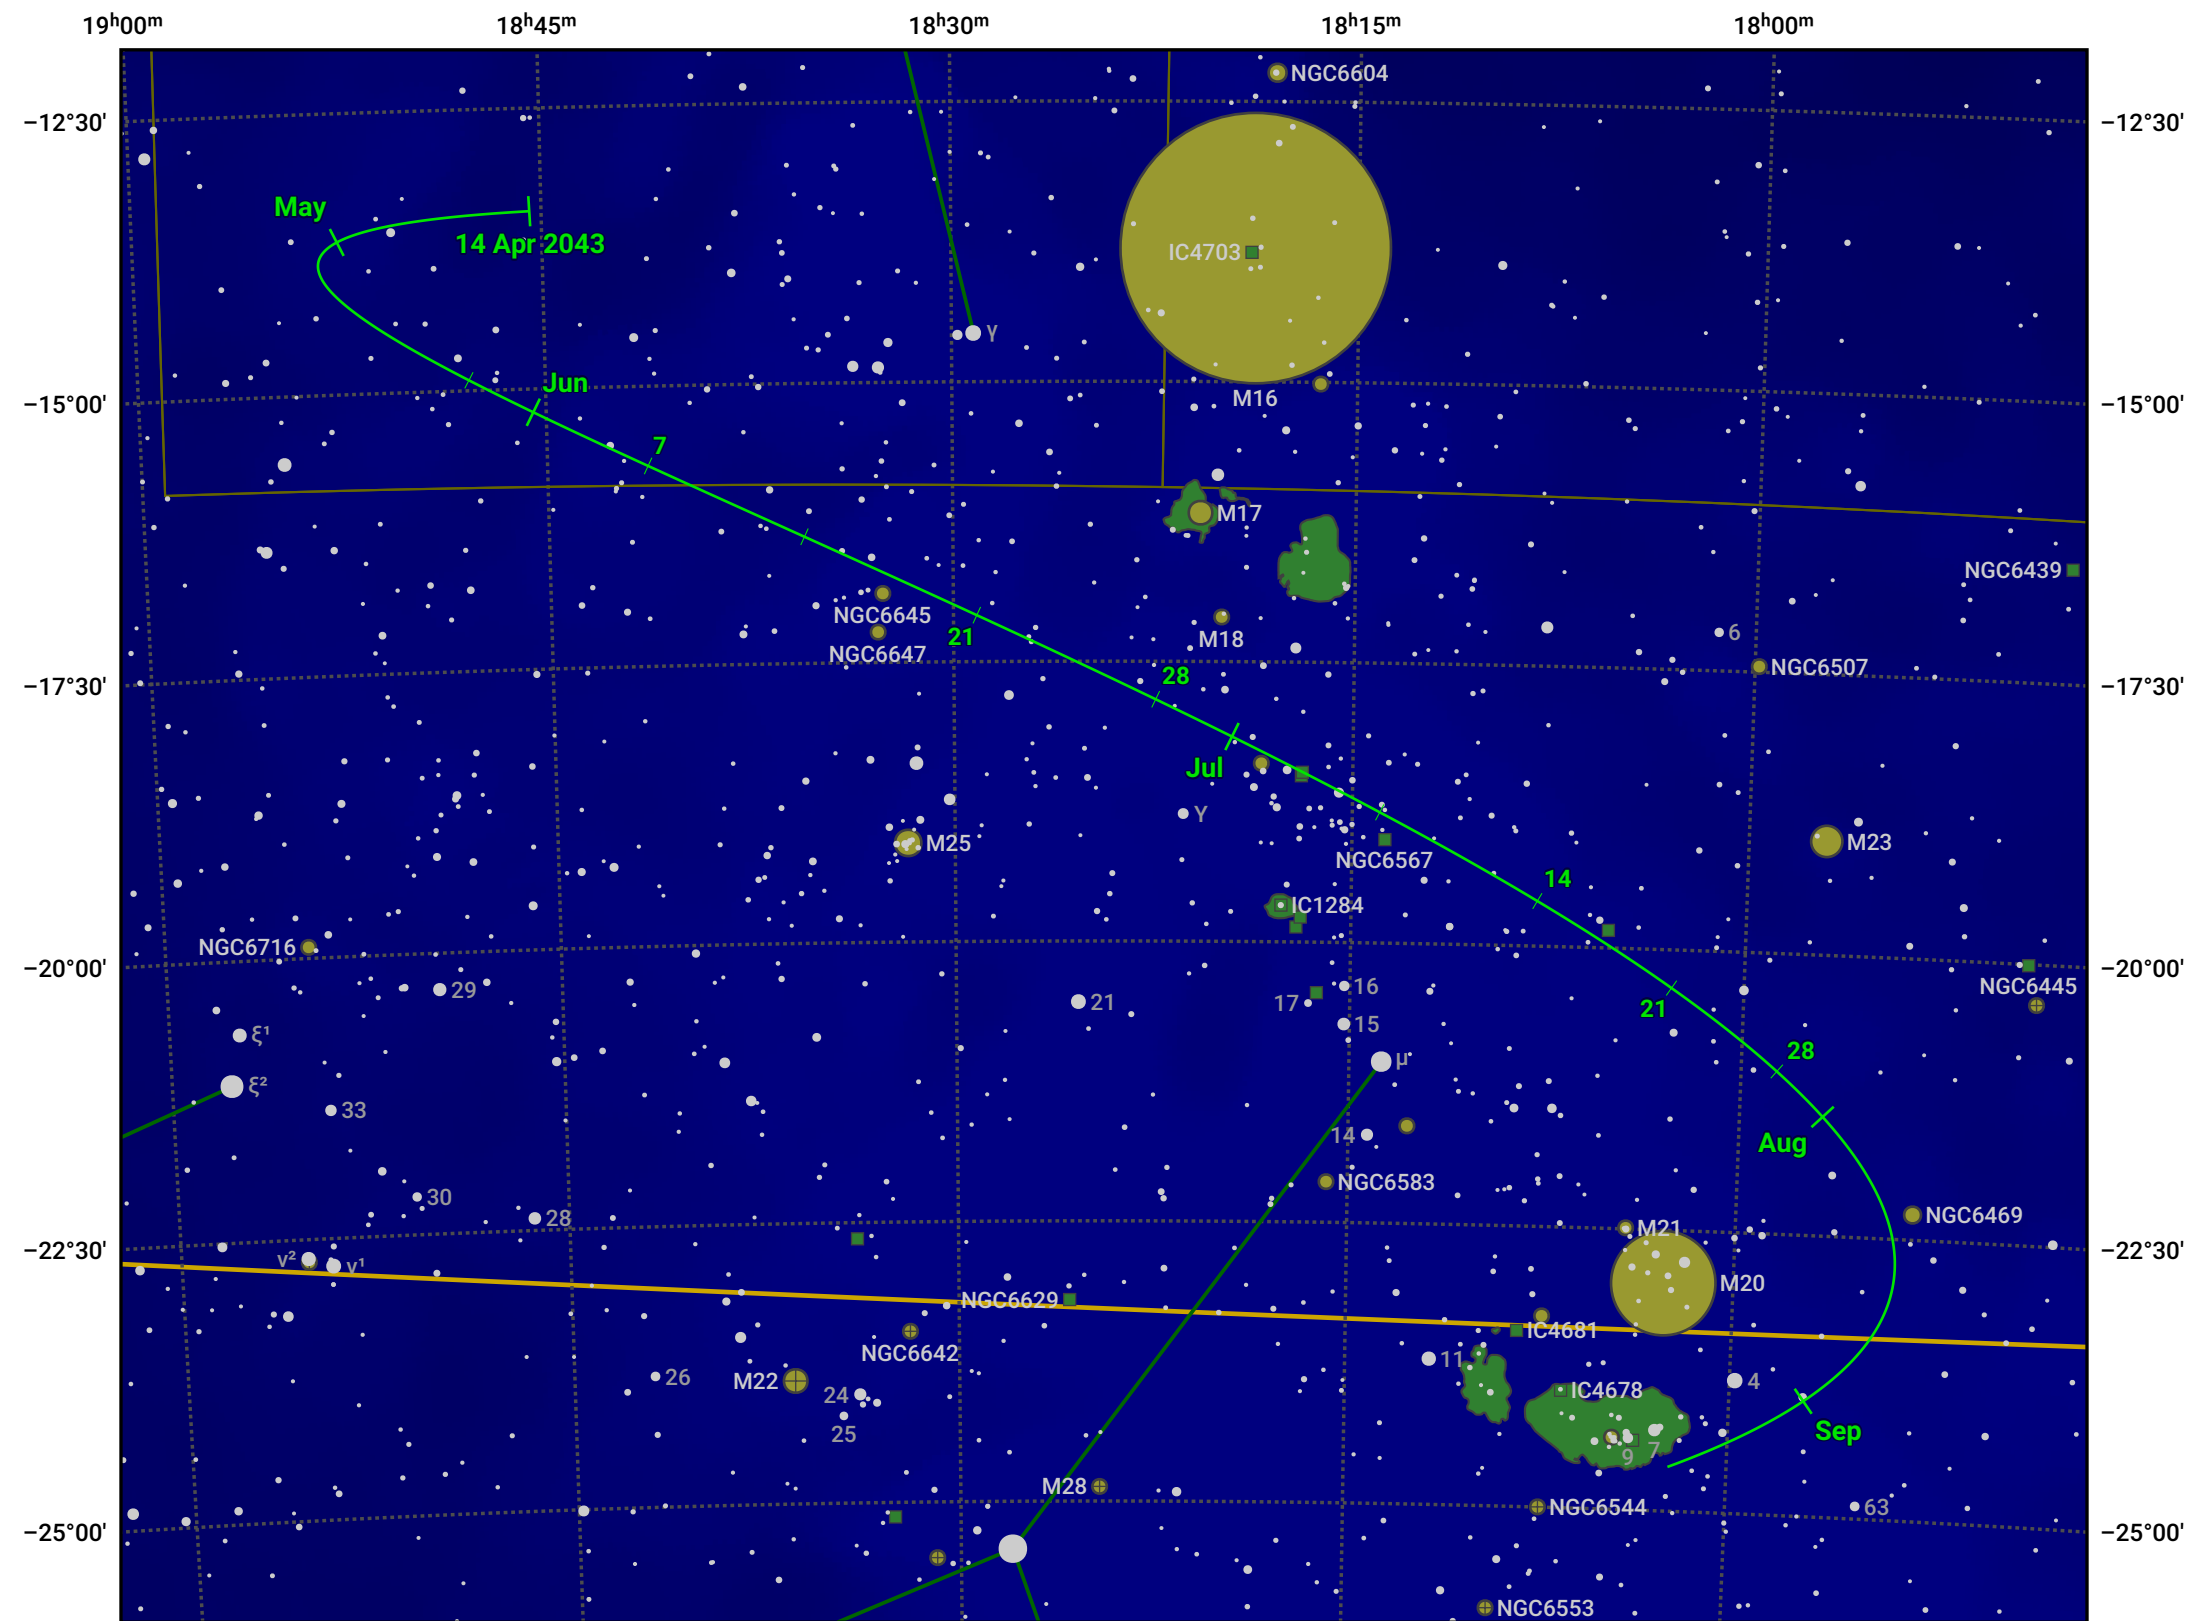 19ʰ00ᵐ 18ʰ45ᵐ 18ʰ30ᵐ 18ʰ15ᵐ 18ʰ00ᵐ
NGC6604
−12°30' −12°30'
May
14 Apr 2043
IC4703
γ
Jun
M16
−15°00' −15°00'
7
M17
NGC6439
NGC6645
21
M18
6
NGC6647
NGC6507
28
−17°30' −17°30'
Jul
Y
M25
M23
NGC6567
14
IC1284
NGC6716
−20°00' −20°00'
29
16
NGC6445
21
17
21
15
ξ¹
28
μ
ξ²
33
14
Aug
NGC6583
30
28
NGC6469
M21
−22°30' −22°30'
ν²
ν¹
M20
NGC6629
IC4681
NGC6642
11
26
M22
24
4
IC4678
25
Sep
9
7
M28
NGC6544
63
−25°00' −25°00'
NGC6553